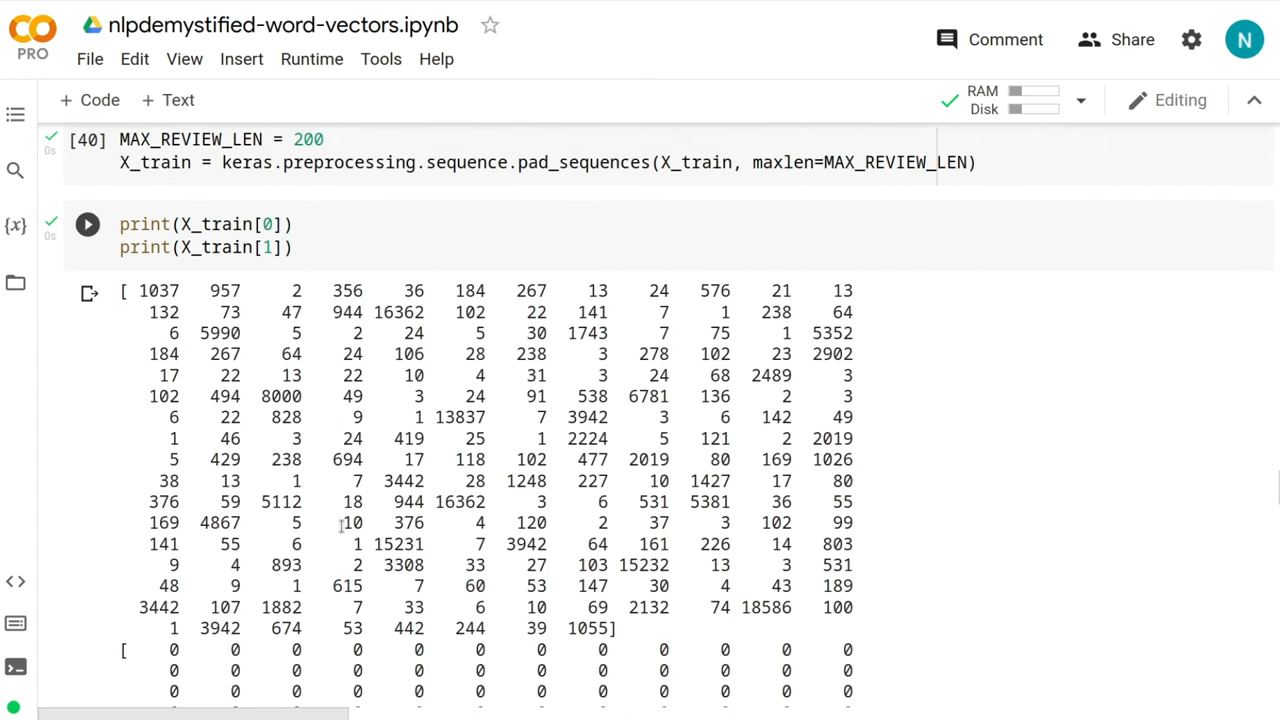 nlpdemystified-word-vectors.ipynb
PRO
File Edit View Insert Runtime Tools Help
Comment Share N
+ Code + Text
RAM
Disk
Editing
[40] MAX_REVIEW_LEN = 200
0s
X_train = keras.preprocessing.sequence.pad_sequences(X_train, maxlen=MAX_REVIEW_LEN)
{x}
print(X_train[0])
0s
print(X_train[1])
[ 1037 957 2 356 36 184 267 13 24 576 21 13
132 73 47 944 16362 102 22 141 7 1 238 64
6 5990 5 2 24 5 30 1743 7 75 1 5352
184 267 64 24 106 28 238 3 278 102 23 2902
17 22 13 22 10 4 31 3 24 68 2489 3
102 494 8000 49 3 24 91 538 6781 136 2 3
6 22 828 9 1 13837 7 3942 3 6 142 49
1 46 3 24 419 25 1 2224 5 121 2 2019
5 429 238 694 17 118 102 477 2019 80 169 1026
38 13 1 7 3442 28 1248 227 10 1427 17 80
376 59 5112 18 944 16362 3 6 531 5381 36 55
169 4867 5 10 376 4 120 2 37 3 102 99
141 55 6 1 15231 7 3942 64 161 226 14 803
9 4 893 2 3308 33 27 103 15232 13 3 531
48 9 1 615 7 60 53 147 30 4 43 189
3442 107 1882 7 33 6 10 69 2132 74 18586 100
1 3942 674 53 442 244 39 1055]
[ 0 0 0 0 0 0 0 0 0 0 0 0
0 0 0 0 0 0 0 0 0 0 0 0
0 0 0 0 0 0 0 0 0 0 0 0